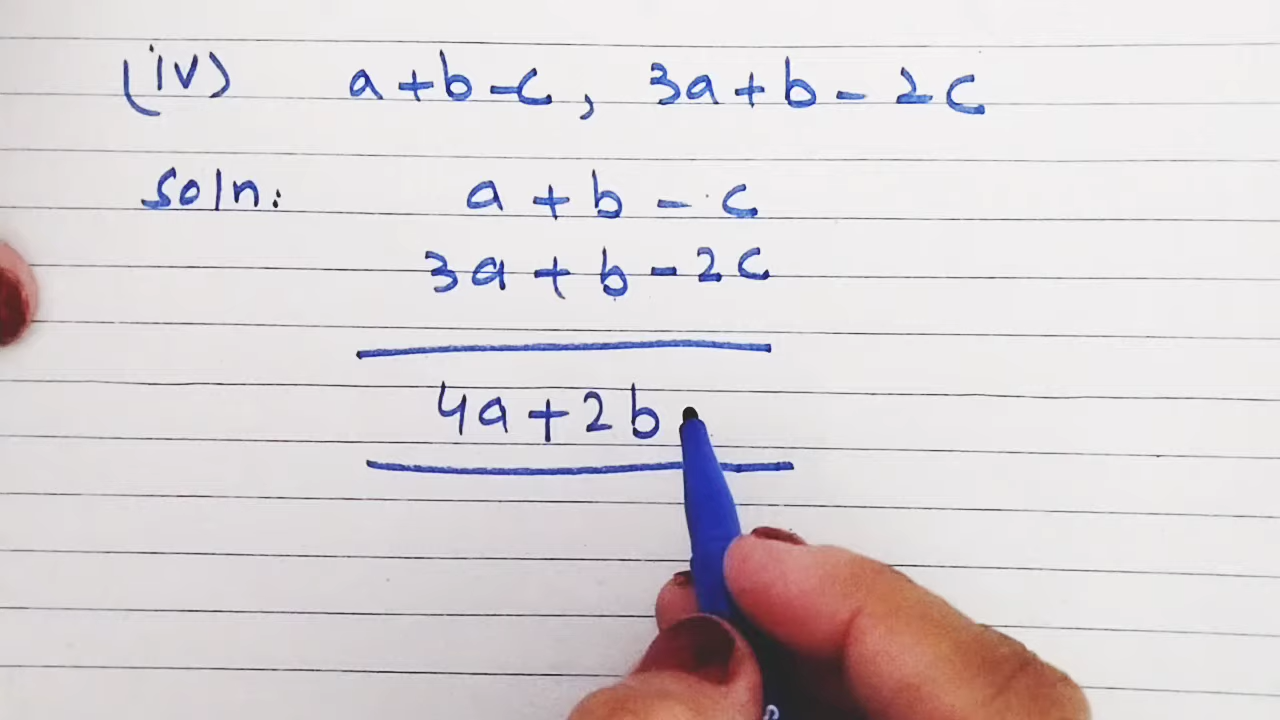 (iv) a+b-c, 3a+b-2c
Soln: a + b - c
3a + b - 2c
4a + 2b